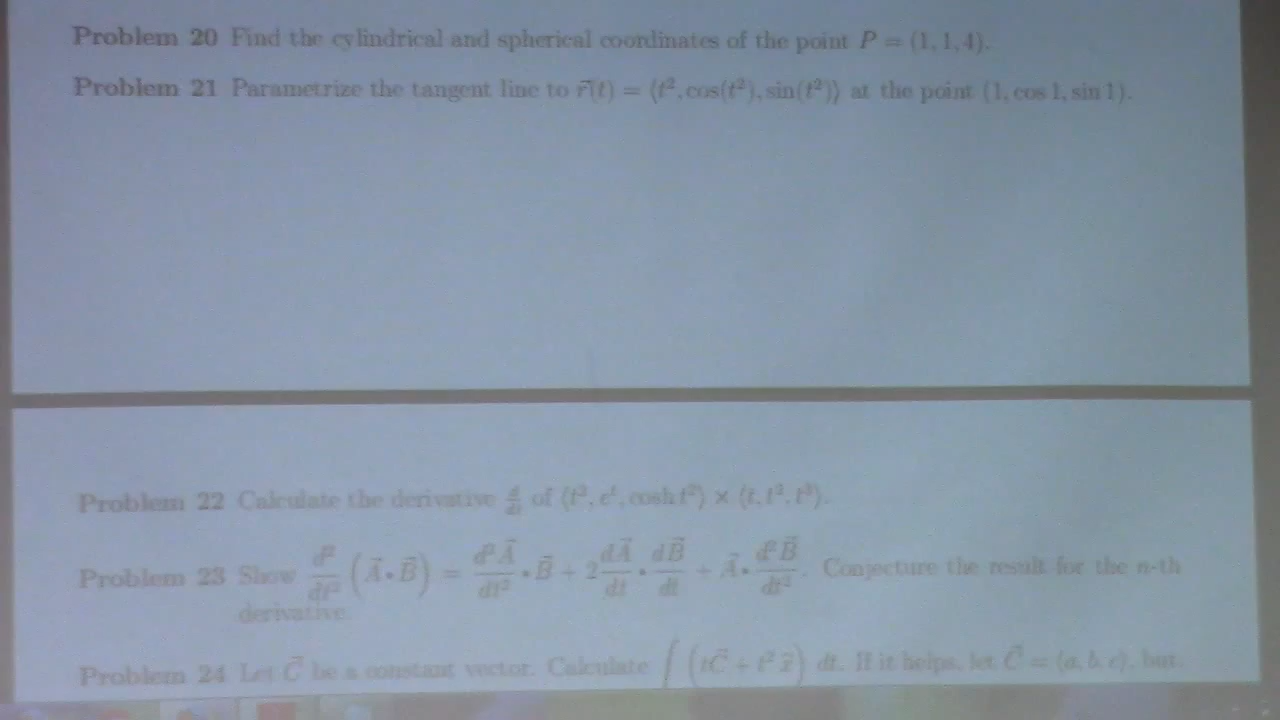 Problem 20 Find the cylindrical and spherical coordinates of the point P = (1, 1, 4).
Problem 21 Parametrize the tangent line to r⃗(t) = ⟨t², cos(t²), sin(t²)⟩ at the point (1, cos 1, sin 1).
Problem 22 Calculate the derivative d/dt of ⟨t², eᵗ, cosh t²⟩ × ⟨t, t², t³⟩.
Problem 23 Show d²/dt² (A⃗ • B⃗) = d²A⃗/dt² • B⃗ + 2 dA⃗/dt • dB⃗/dt + A⃗ • d²B⃗/dt². Conjecture the result for the n-th
derivative.
Problem 24 Let C⃗ be a constant vector. Calculate ∫ (tC⃗ + t² x̂) dt. If it helps, let C⃗ = ⟨a, b, c⟩, but